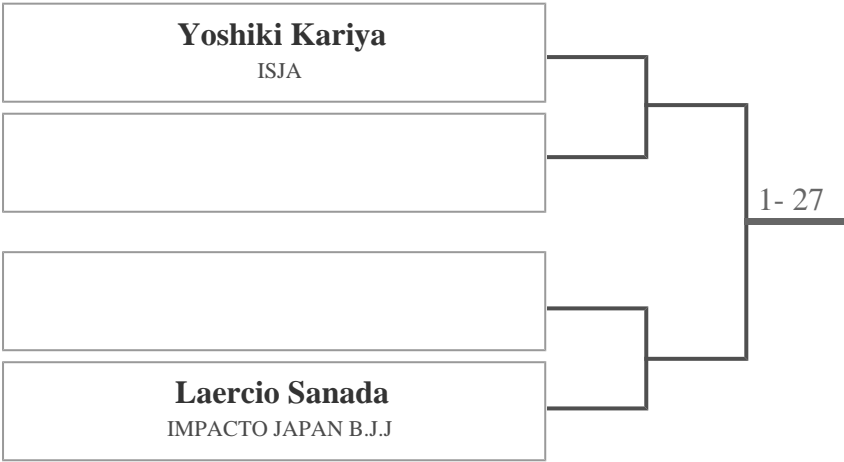 Yoshiki Kariya
ISJA
1- 27
Laercio Sanada
IMPACTO JAPAN B.J.J